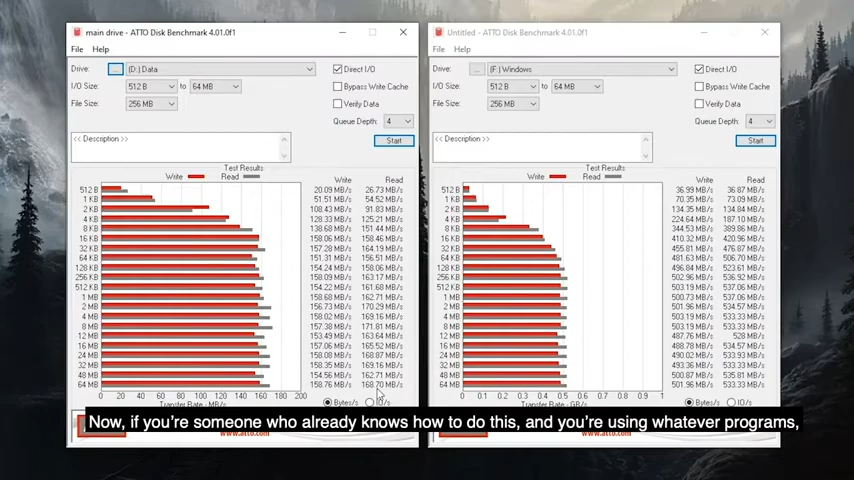 main drive - ATTO Disk Benchmark 4.01.0f1
File Help
Drive: ... (D:) Data
Direct I/O
I/O Size: 512 B to 64 MB
Bypass Write Cache
File Size: 256 MB
Verify Data
Queue Depth: 4
<< Description >>
Start
Test Results
Write Read Write Read
512 B 20.09 MB/s 26.73 MB/s
1 KB 51.51 MB/s 54.52 MB/s
2 KB 108.43 MB/s 91.83 MB/s
4 KB 128.33 MB/s 125.21 MB/s
8 KB 138.68 MB/s 151.44 MB/s
16 KB 158.06 MB/s 158.46 MB/s
32 KB 157.28 MB/s 164.19 MB/s
64 KB 151.31 MB/s 156.51 MB/s
128 KB 154.24 MB/s 158.06 MB/s
256 KB 158.09 MB/s 163.17 MB/s
512 KB 154.22 MB/s 161.68 MB/s
1 MB 158.68 MB/s 162.71 MB/s
2 MB 156.73 MB/s 170.29 MB/s
4 MB 158.02 MB/s 169.16 MB/s
8 MB 157.38 MB/s 171.81 MB/s
12 MB 153.49 MB/s 163.64 MB/s
16 MB 157.06 MB/s 165.52 MB/s
24 MB 158.08 MB/s 168.87 MB/s
32 MB 158.35 MB/s 169.16 MB/s
48 MB 154.56 MB/s 162.71 MB/s
64 MB 158.76 MB/s 168.70 MB/s
0 20 40 60 80 100 120 140 160 180 200
Transfer Rate - MB/s
Bytes/s IO/s
www.atto.com
Untitled - ATTO Disk Benchmark 4.01.0f1
File Help
Drive: ... (F:) Windows
Direct I/O
I/O Size: 512 B to 64 MB
Bypass Write Cache
File Size: 256 MB
Verify Data
Queue Depth: 4
<< Description >>
Start
Test Results
Write Read Write Read
512 B 36.99 MB/s 36.87 MB/s
1 KB 70.35 MB/s 73.09 MB/s
2 KB 134.35 MB/s 134.84 MB/s
4 KB 224.64 MB/s 187.10 MB/s
8 KB 344.53 MB/s 389.86 MB/s
16 KB 410.32 MB/s 420.96 MB/s
32 KB 455.81 MB/s 476.87 MB/s
64 KB 481.63 MB/s 506.70 MB/s
128 KB 496.84 MB/s 523.61 MB/s
256 KB 502.96 MB/s 536.92 MB/s
512 KB 503.19 MB/s 537.06 MB/s
1 MB 500.73 MB/s 537.06 MB/s
2 MB 503.19 MB/s 534.57 MB/s
4 MB 503.19 MB/s 533.33 MB/s
8 MB 503.19 MB/s 533.33 MB/s
12 MB 487.76 MB/s 528 MB/s
16 MB 488.78 MB/s 534.57 MB/s
24 MB 490.02 MB/s 533.93 MB/s
32 MB 493.23 MB/s 533.33 MB/s
48 MB 500.87 MB/s 535.81 MB/s
64 MB 501.96 MB/s 533.33 MB/s
0 0.1 0.2 0.3 0.4 0.5 0.6 0.7 0.8 0.9 1
Transfer Rate - GB/s
Bytes/s IO/s
www.atto.com
Now, if you're someone who already knows how to do this, and you're using whatever programs,